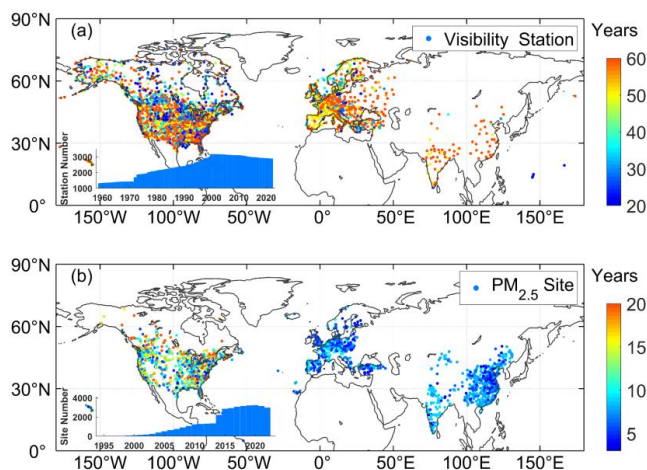 90°N
(a)
Visibility Station
Years
60°N
60
50
30°N
Station Number
3000
2000
1000
40
30
1960 1970 1980 1990 2000 2010 2020
0°
20
150°W 100°W 50°W 0°E 50°E 100°E 150°E
90°N
(b)
PM2.5 Site
Years
60°N
20
15
30°N
Site Number
4000
2000
0
10
5
1995 2000 2005 2010 2015 2020
0°
150°W 100°W 50°W 0°E 50°E 100°E 150°E